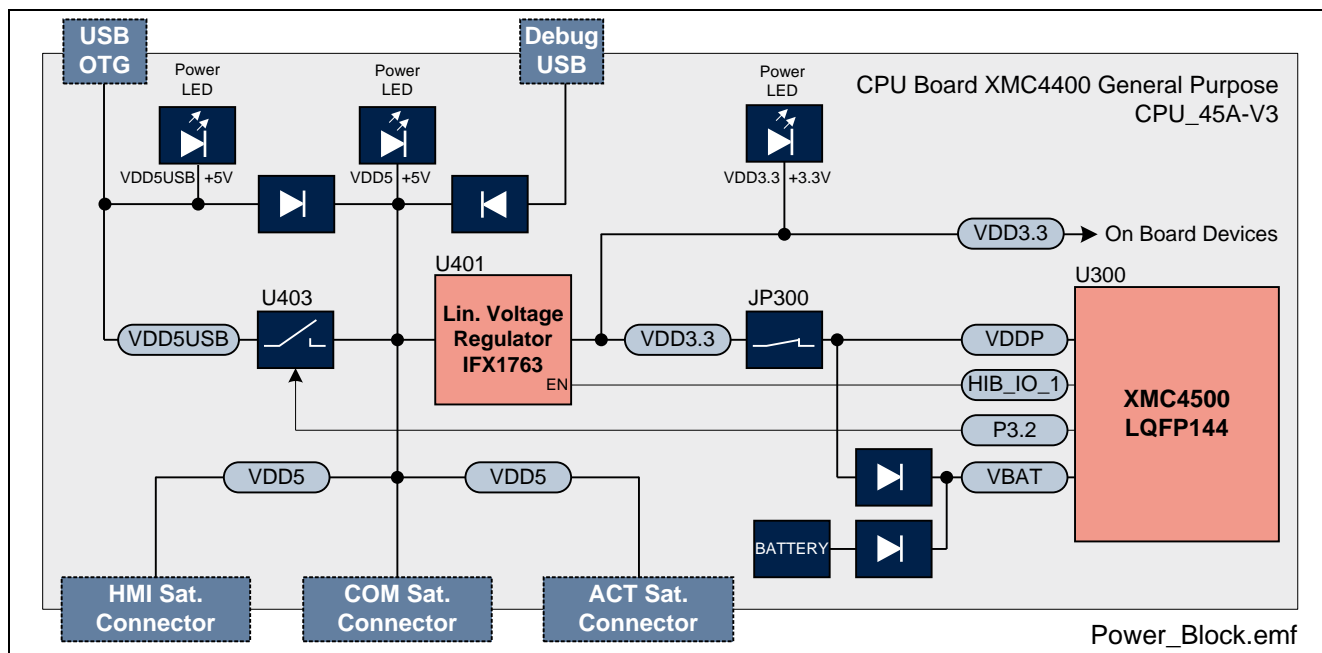 USB
OTG
Debug
USB
Power
LED
Power
LED
Power
LED
CPU Board XMC4400 General Purpose
CPU_45A-V3
VDD5USB +5V
VDD5 +5V
VDD3.3 +3.3V
VDD3.3
On Board Devices
U401
U300
U403
JP300
Lin. Voltage
Regulator
IFX1763
EN
VDD5USB
VDD3.3
VDDP
HIB_IO_1
P3.2
VBAT
XMC4500
LQFP144
VDD5
VDD5
BATTERY
HMI Sat.
Connector
COM Sat.
Connector
ACT Sat.
Connector
Power_Block.emf